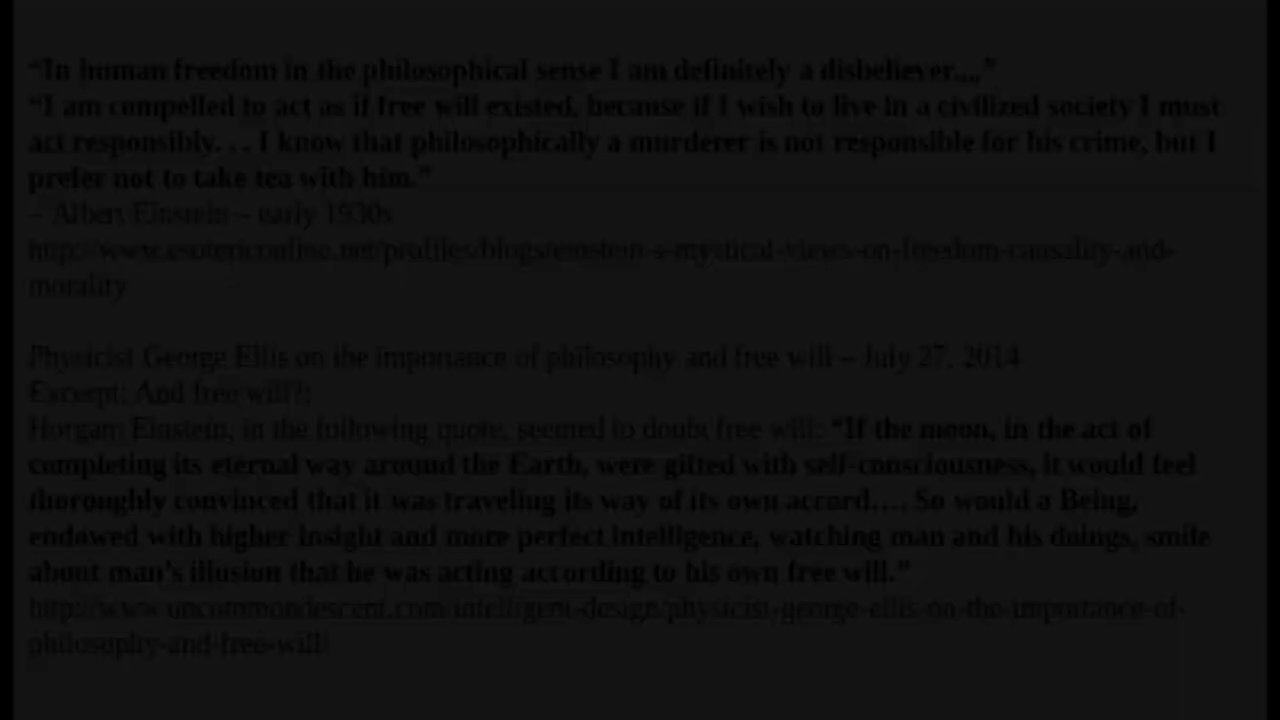 “In human freedom in the philosophical sense I am definitely a disbeliever.,,”
“I am compelled to act as if free will existed, because if I wish to live in a civilized society I must
act responsibly. . . I know that philosophically a murderer is not responsible for his crime, but I
prefer not to take tea with him.”
– Albert Einstein – early 1930s
http://www.esotericonline.net/profiles/blogs/einstein-s-mystical-views-on-freedom-causality-and-
morality
Physicist George Ellis on the importance of philosophy and free will – July 27, 2014
Excerpt: And free will?:
Horgan: Einstein, in the following quote, seemed to doubt free will: “If the moon, in the act of
completing its eternal way around the Earth, were gifted with self-consciousness, it would feel
thoroughly convinced that it was traveling its way of its own accord…. So would a Being,
endowed with higher insight and more perfect intelligence, watching man and his doings, smile
about man’s illusion that he was acting according to his own free will.”
http://www.uncommondescent.com/intelligent-design/physicist-george-ellis-on-the-importance-of-
philosophy-and-free-will/